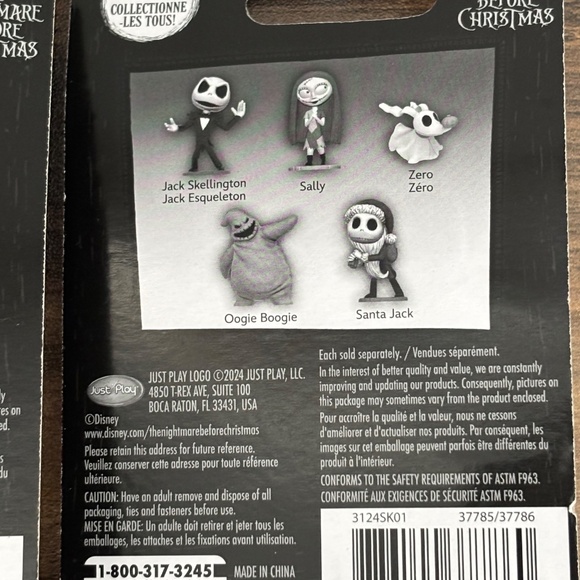 MARE
RE
MAS
COLLECTIONNE
-LES TOUS!
BEFORE
CHRISTMAS
Jack Skellington
Jack Esqueleton
Sally
Zero
Zéro
Oogie Boogie
Santa Jack
Just Play
JUST PLAY LOGO ©2024 JUST PLAY, LLC.
4850 T-REX AVE, SUITE 100
BOCA RATON, FL 33431, USA
©Disney
www.disney.com/thenightmarebeforechristmas
Please retain this address for future reference.
Veuillez conserver cette adresse pour toute référence
ultérieure.
CAUTION: Have an adult remove and dispose of all
packaging, ties and fasteners before use.
MISE EN GARDE: Un adulte doit retirer et jeter tous les
emballages, les attaches et les fixations avant utilisation.
1-800-317-3245
MADE IN CHINA
Each sold separately. / Vendues séparément.
In the interest of better quality and value, we are constantly
improving and updating our products. Consequently, pictures on
this package may sometimes vary from the product enclosed.
Pour accroître la qualité et la valeur, nous ne cessons
d'améliorer et d'actualiser nos produits. Par conséquent, les
images sur cet emballage peuvent parfois être différentes du
produit à l'intérieur.
CONFORMS TO THE SAFETY REQUIREMENTS OF ASTM F963.
CONFORMITÉ AUX EXIGENCES DE SÉCURITÉ ASTM F963.
3124SK01 37785/37786